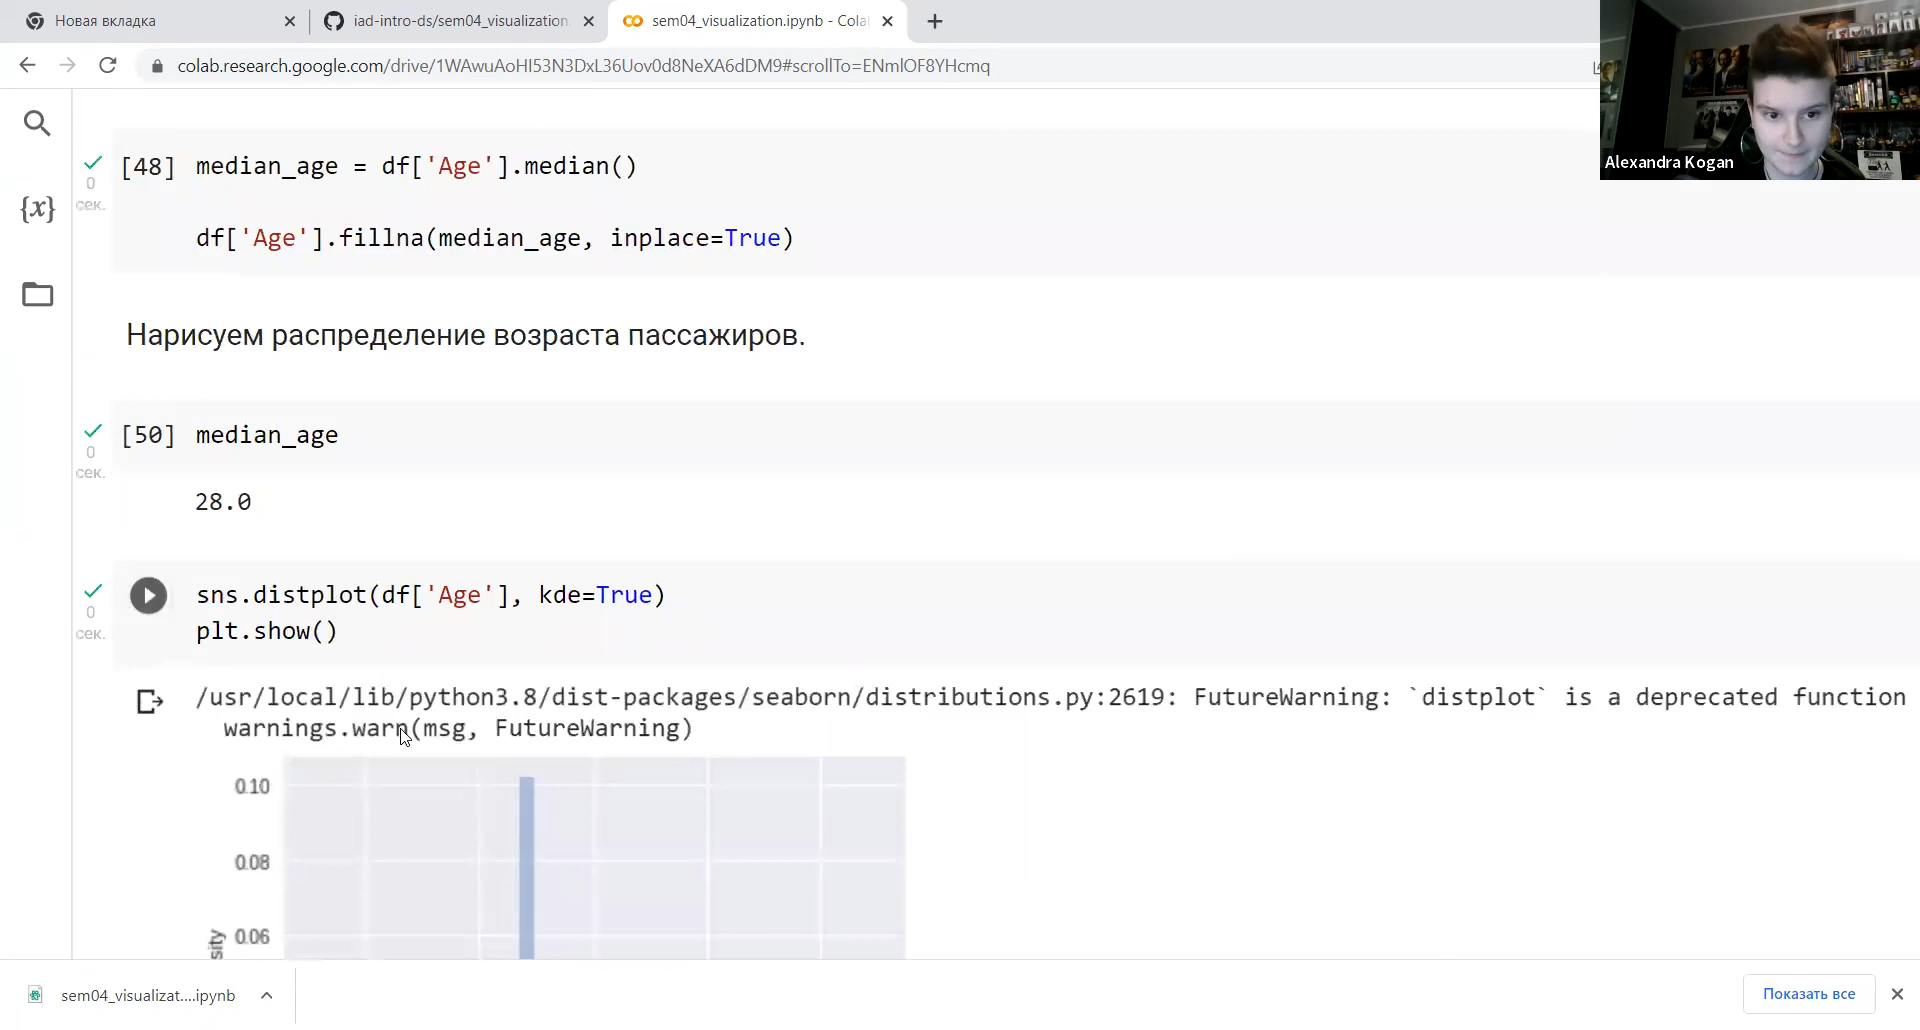 Новая вкладка
iad-intro-ds/sem04_visualization.
sem04_visualization.ipynb - Cola
colab.research.google.com/drive/1WAwuAoHI53N3DxL36Uov0d8NeXA6dDM9#scrollTo=ENmlOF8YHcmq
Alexandra Kogan
{x}
0
сек.
[48] median_age = df['Age'].median()
df['Age'].fillna(median_age, inplace=True)
Нарисуем распределение возраста пассажиров.
0
сек.
[50] median_age
28.0
0
сек.
sns.distplot(df['Age'], kde=True)
plt.show()
/usr/local/lib/python3.8/dist-packages/seaborn/distributions.py:2619: FutureWarning: `distplot` is a deprecated function
warnings.warn(msg, FutureWarning)
0.10
0.08
0.06
sity
sem04_visualizat....ipynb
Показать все